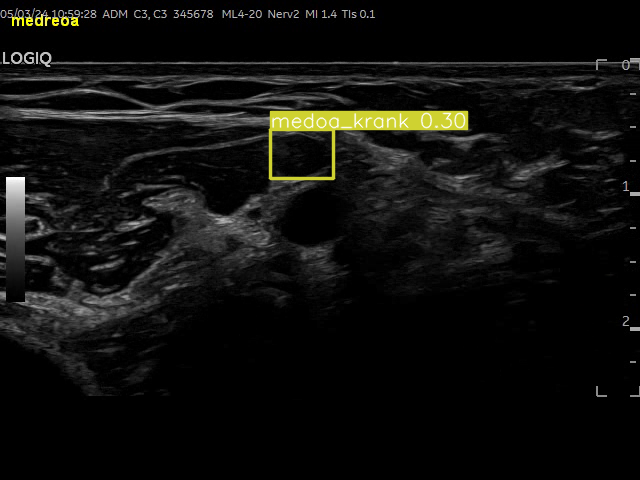 05/03/24 10:59:28 ADM C3, C3 345678 ML4-20 Nerv2 MI 1.4 TIs 0.1
medreoa
LOGIQ
0
medoa_krank 0.30
1
2